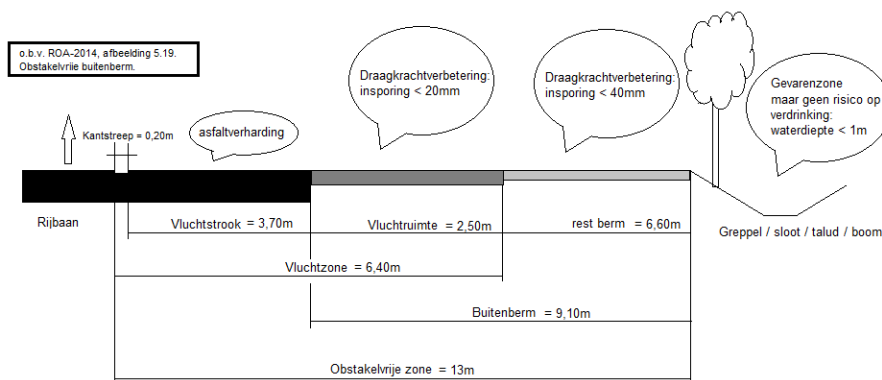 o.b.v. ROA-2014, afbeelding 5.19.
Obstakelvrije buitenberm.
Kantstreep = 0,20m
asfaltverharding
Draagkrachtverbetering:
insporing < 20mm
Draagkrachtverbetering:
insporing < 40mm
Gevarenzone
maar geen risico op
verdrinking:
waterdiepte < 1m
Rijbaan
Vluchtstrook = 3,70m
Vluchtruimte = 2,50m
rest berm = 6,60m
Greppel / sloot / talud / boom
Vluchtzone = 6,40m
Buitenberm = 9,10m
Obstakelvrije zone = 13m